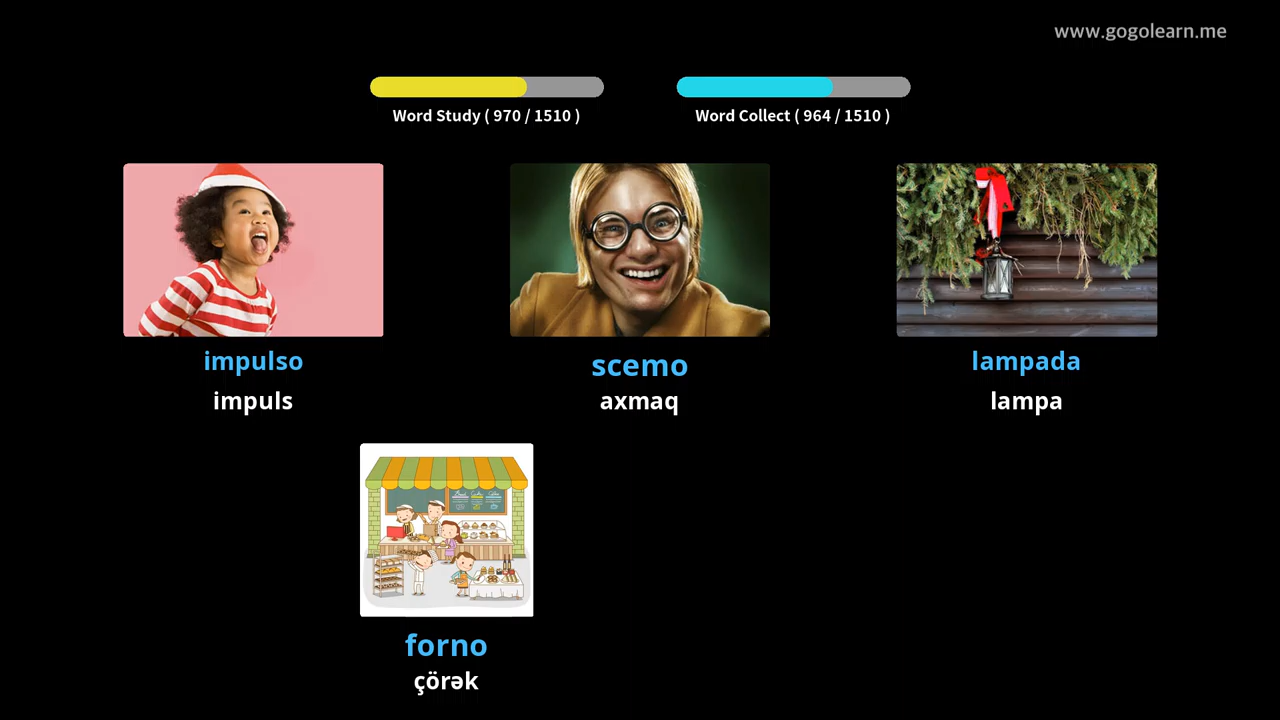 www.gogolearn.me
Word Study ( 970 / 1510 )
Word Collect ( 964 / 1510 )
impulso
impuls
scemo
axmaq
lampada
lampa
forno
çörək